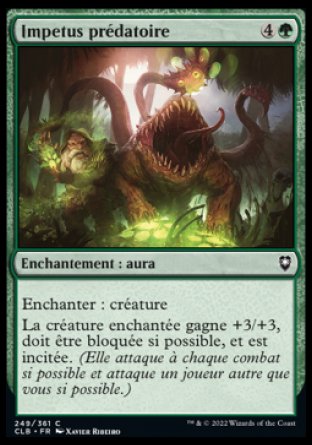 Impetus prédatoire 4
Enchantement : aura
Enchanter : créature
La créature enchantée gagne +3/+3,
doit être bloquée si possible, et est
incitée. (Elle attaque à chaque combat
si possible et attaque un joueur autre que
vous si possible.)
249/361 C
CLB • FR Xavier Ribeiro
™ & © 2022 Wizards of the Coast